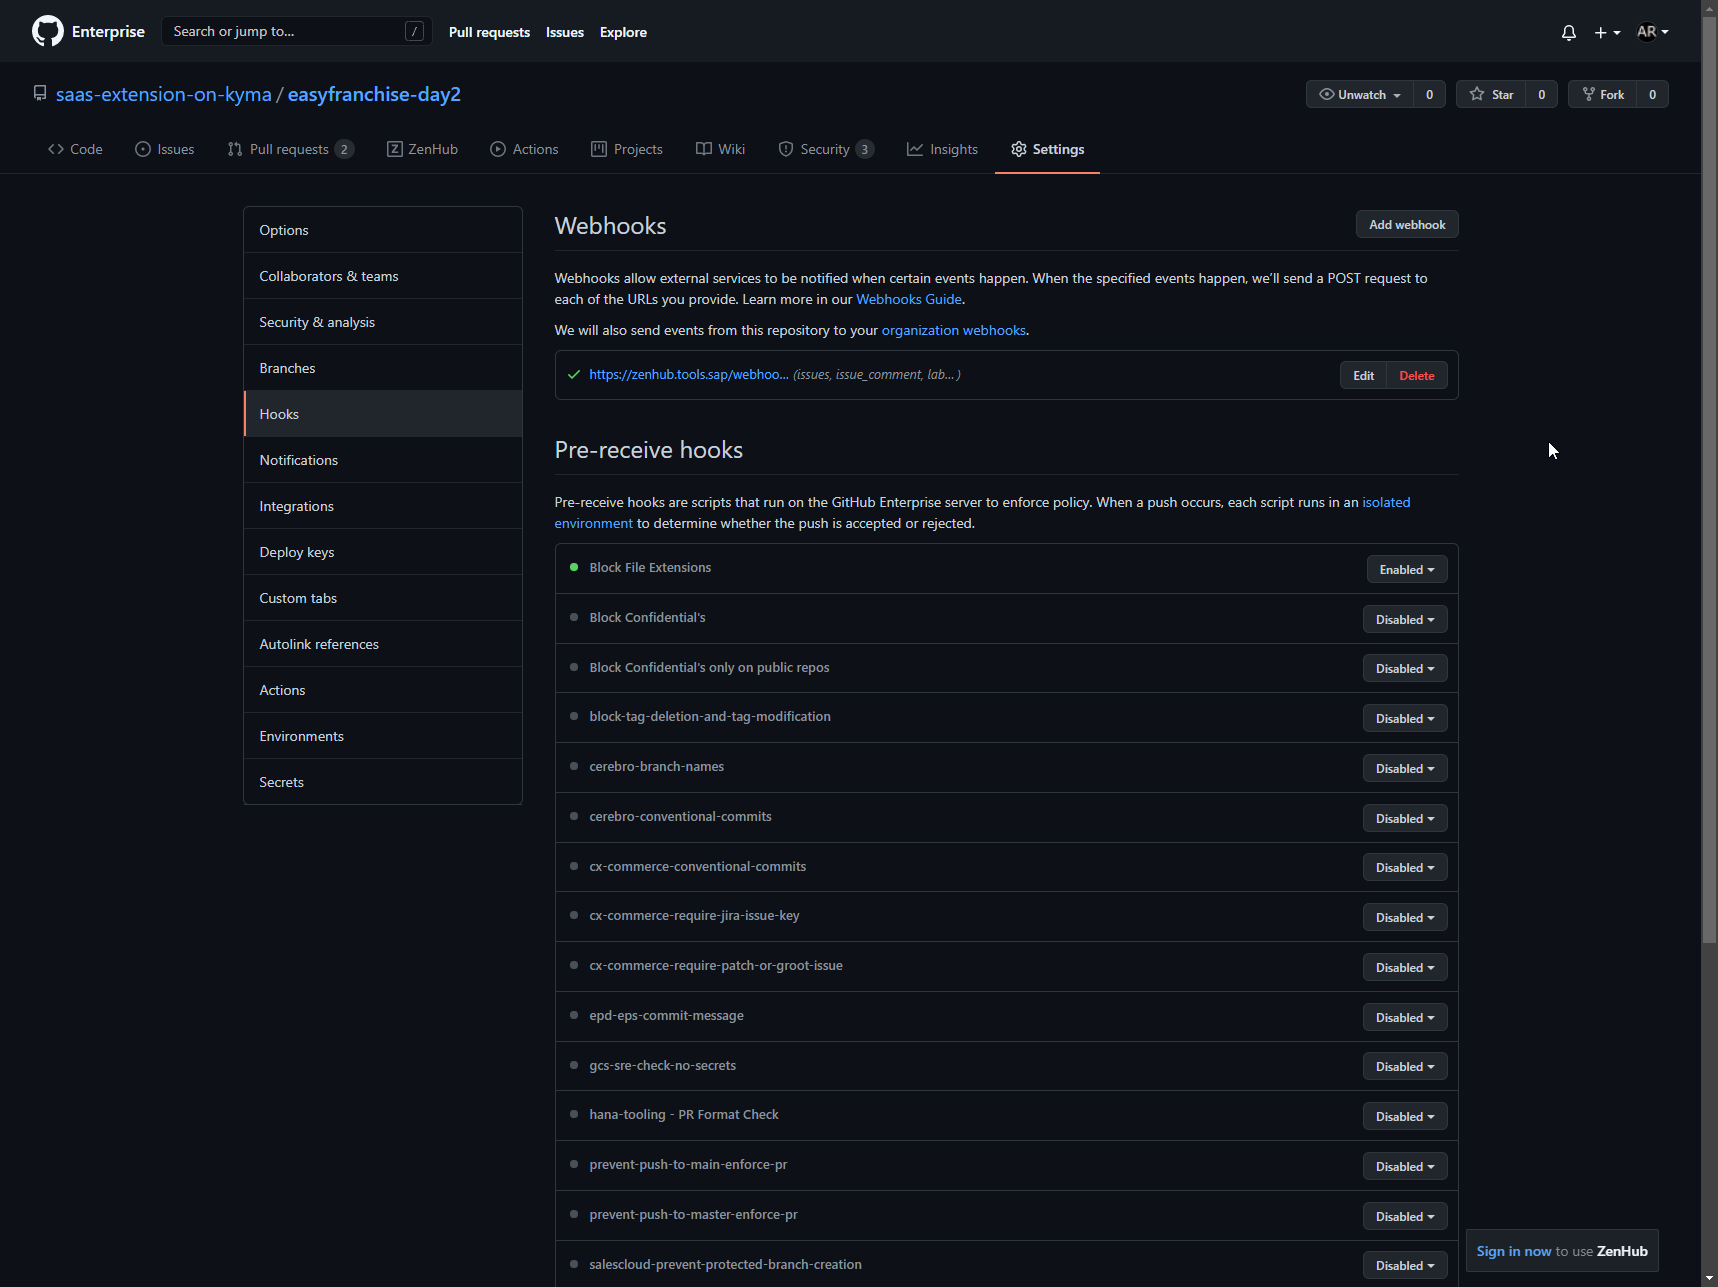 Enterprise Search or jump to... / Pull requests Issues Explore AR
saas-extension-on-kyma / easyfranchise-day2 Unwatch 0 Star 0 Fork 0
Code Issues Pull requests 2 ZenHub Actions Projects Wiki Security 3 Insights Settings
Options
Collaborators & teams
Security & analysis
Branches
Hooks
Notifications
Integrations
Deploy keys
Custom tabs
Autolink references
Actions
Environments
Secrets
Webhooks Add webhook
Webhooks allow external services to be notified when certain events happen. When the specified events happen, we'll send a POST request to
each of the URLs you provide. Learn more in our Webhooks Guide.
We will also send events from this repository to your organization webhooks.
https://zenhub.tools.sap/webhoo... (issues, issue_comment, lab...) Edit Delete
Pre-receive hooks
Pre-receive hooks are scripts that run on the GitHub Enterprise server to enforce policy. When a push occurs, each script runs in an isolated
environment to determine whether the push is accepted or rejected.
Block File Extensions Enabled
Block Confidential's Disabled
Block Confidential's only on public repos Disabled
block-tag-deletion-and-tag-modification Disabled
cerebro-branch-names Disabled
cerebro-conventional-commits Disabled
cx-commerce-conventional-commits Disabled
cx-commerce-require-jira-issue-key Disabled
cx-commerce-require-patch-or-groot-issue Disabled
epd-eps-commit-message Disabled
gcs-sre-check-no-secrets Disabled
hana-tooling - PR Format Check Disabled
prevent-push-to-main-enforce-pr Disabled
prevent-push-to-master-enforce-pr Disabled
salescloud-prevent-protected-branch-creation Disabled
Sign in now to use ZenHub